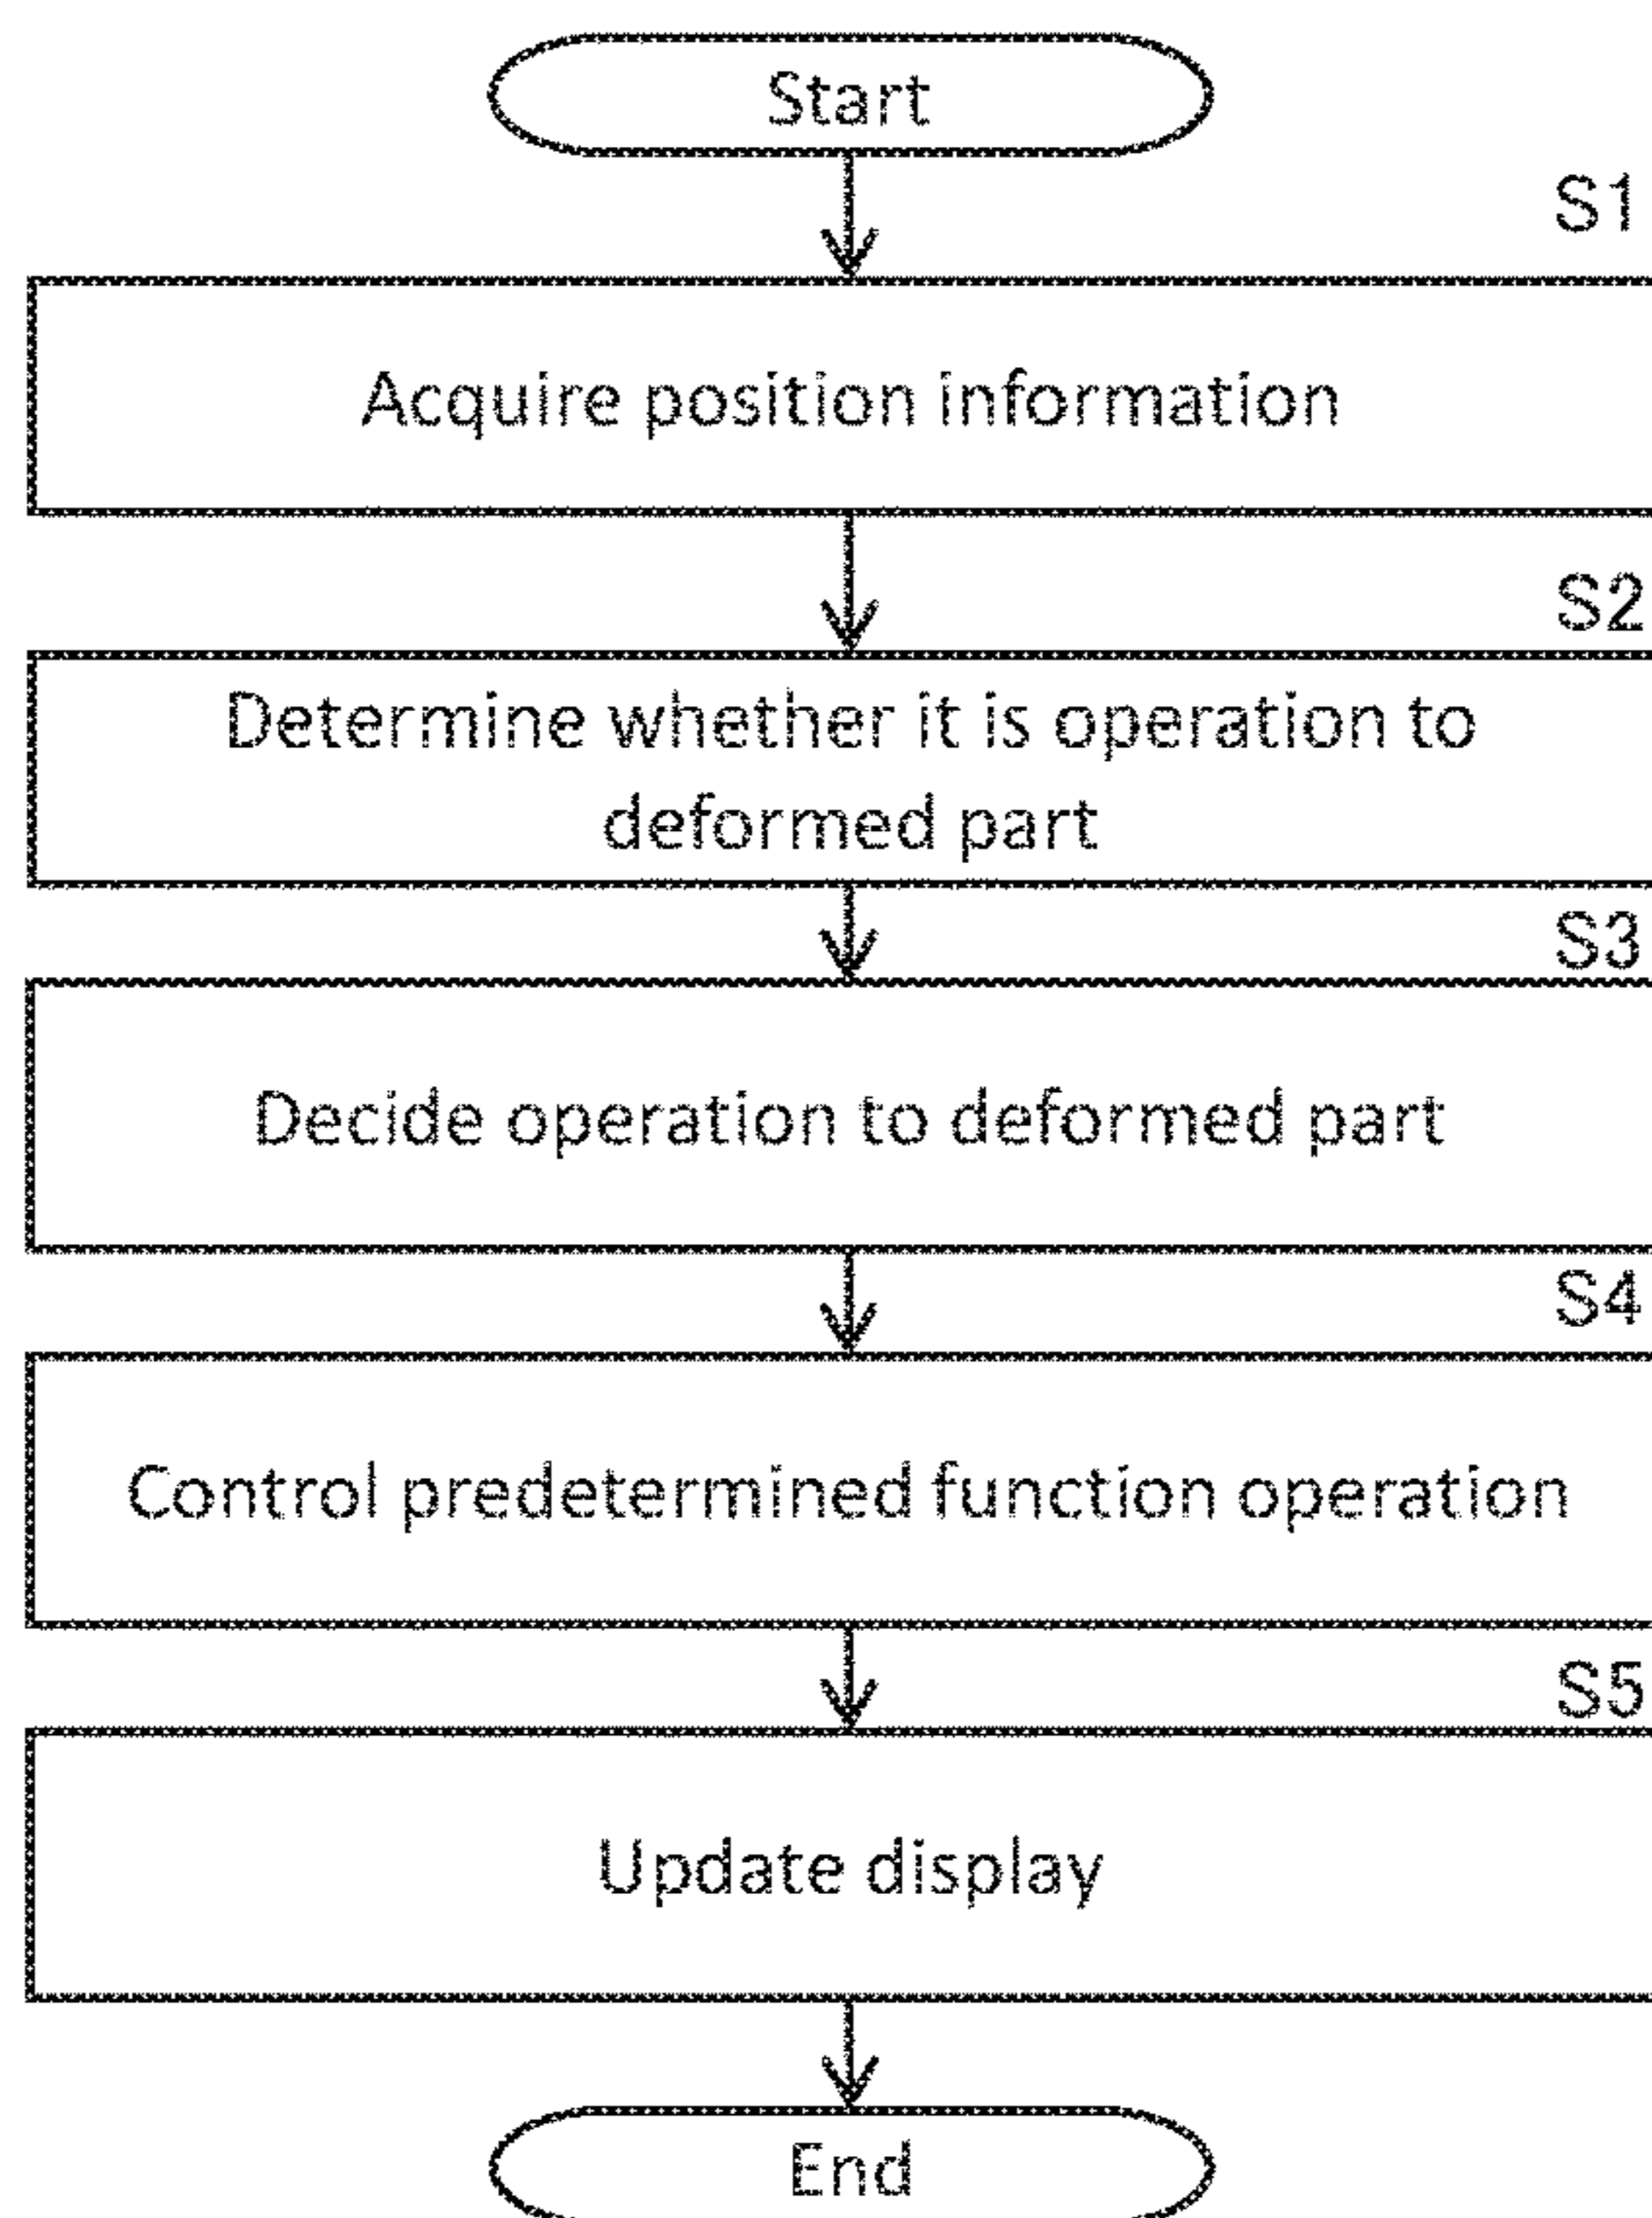 Start
S1
Acquire position information
S2
Determine whether it is operation to
deformed part
S3
Decide operation to deformed part
S4
Control predetermined function operation
S5
Update display
End